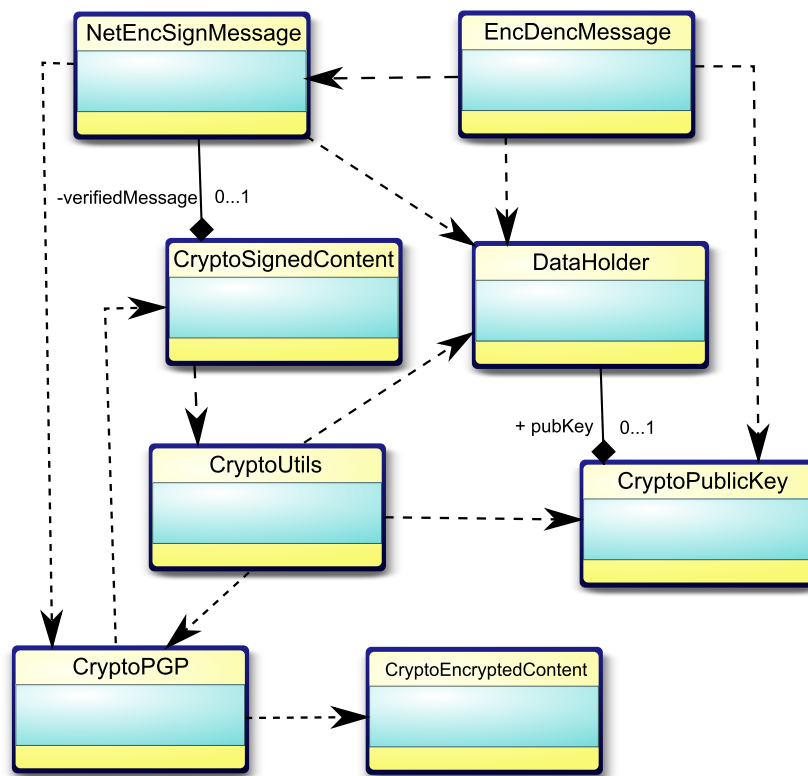 NetEncSignMessage
EncDencMessage
-verifiedMessage
0...1
CryptoSignedContent
DataHolder
+ pubKey
0...1
CryptoUtils
CryptoPublicKey
CryptoPGP
CryptoEncryptedContent